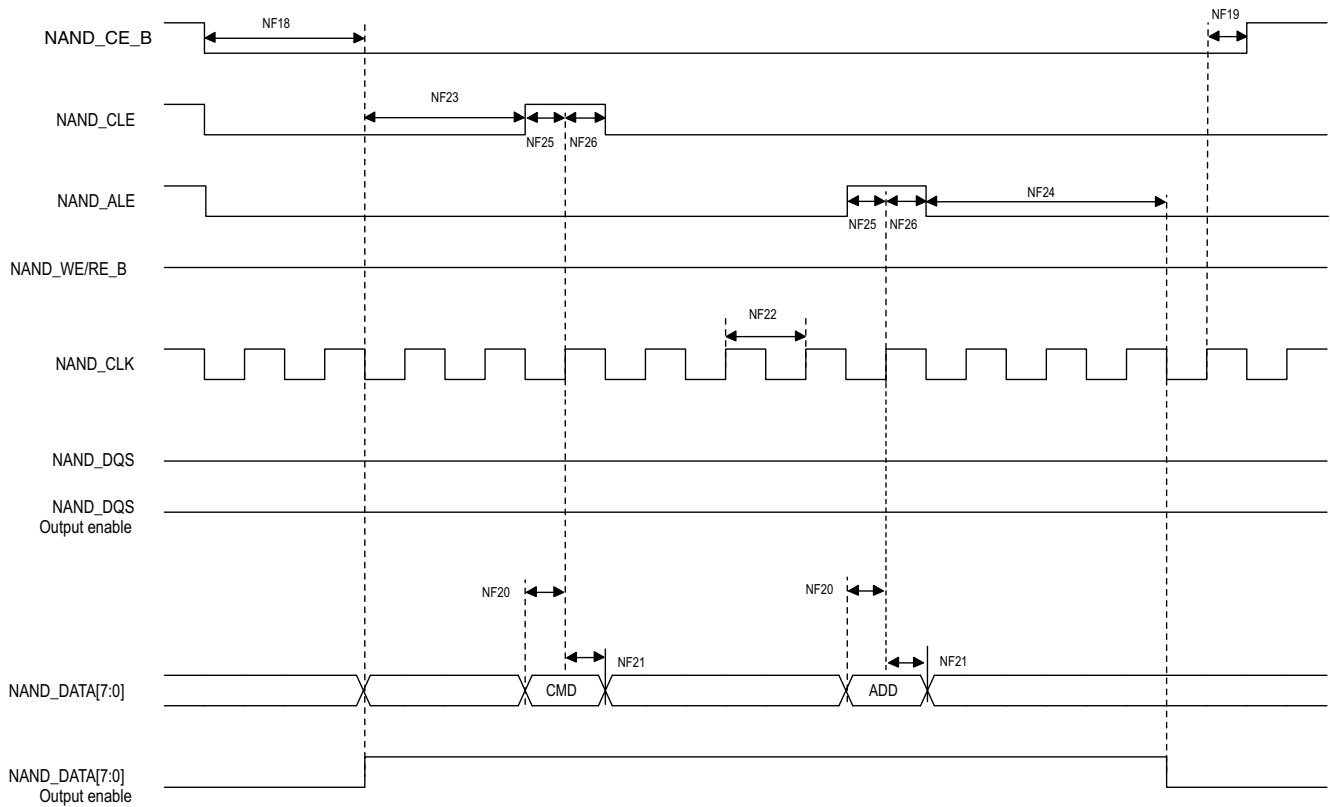 NF18
NF19
NAND_CE_B
NF23
NAND_CLE
NF25 NF26
NF24
NAND_ALE
NF25 NF26
NAND_WE/RE_B
NF22
NAND_CLK
NAND_DQS
NAND_DQS
Output enable
NF20
NF20
NF21
NF21
NAND_DATA[7:0]
CMD
ADD
NAND_DATA[7:0]
Output enable